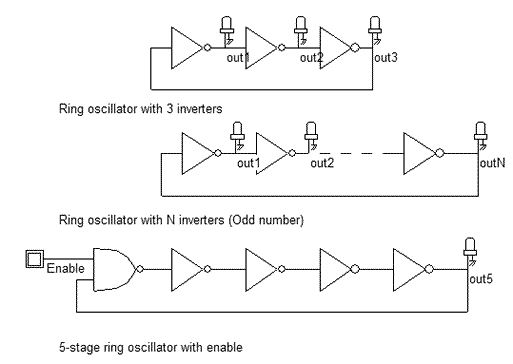 out1 out2 out3
Ring oscillator with 3 inverters
out1 out2 outN
Ring oscillator with N inverters (Odd number)
Enable out5
5-stage ring oscillator with enable